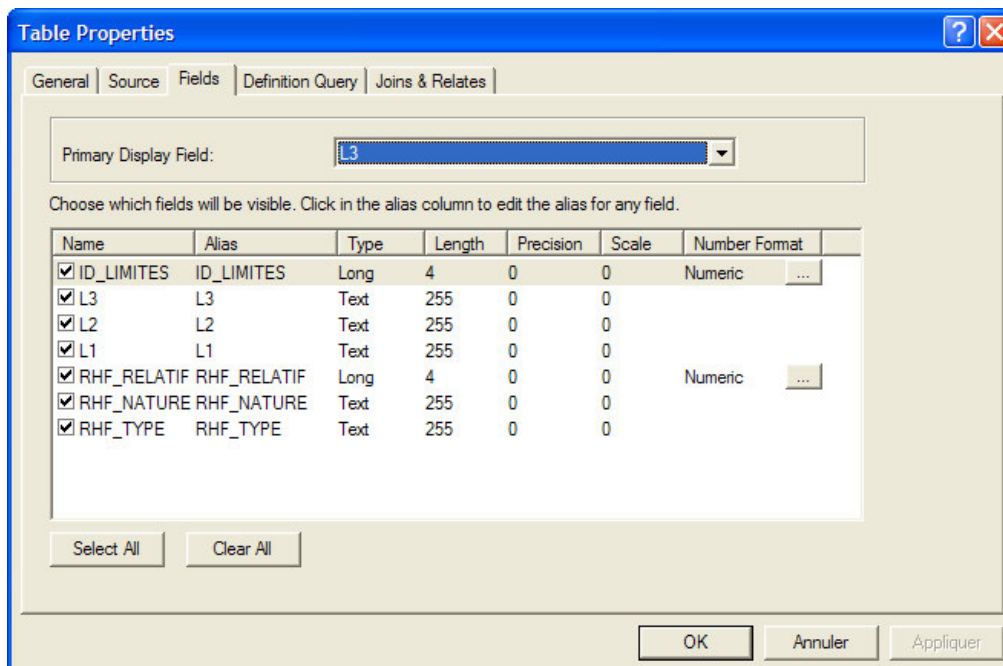 Table Properties
General Source Fields Definition Query Joins & Relates
Primary Display Field: L3
Choose which fields will be visible. Click in the alias column to edit the alias for any field.
Name Alias Type Length Precision Scale Number Format
ID_LIMITES ID_LIMITES Long 4 0 0 Numeric ...
L3 L3 Text 255 0 0
L2 L2 Text 255 0 0
L1 L1 Text 255 0 0
RHF_RELATIF RHF_RELATIF Long 4 0 0 Numeric ...
RHF_NATURE RHF_NATURE Text 255 0 0
RHF_TYPE RHF_TYPE Text 255 0 0
Select All Clear All
OK Annuler Appliquer